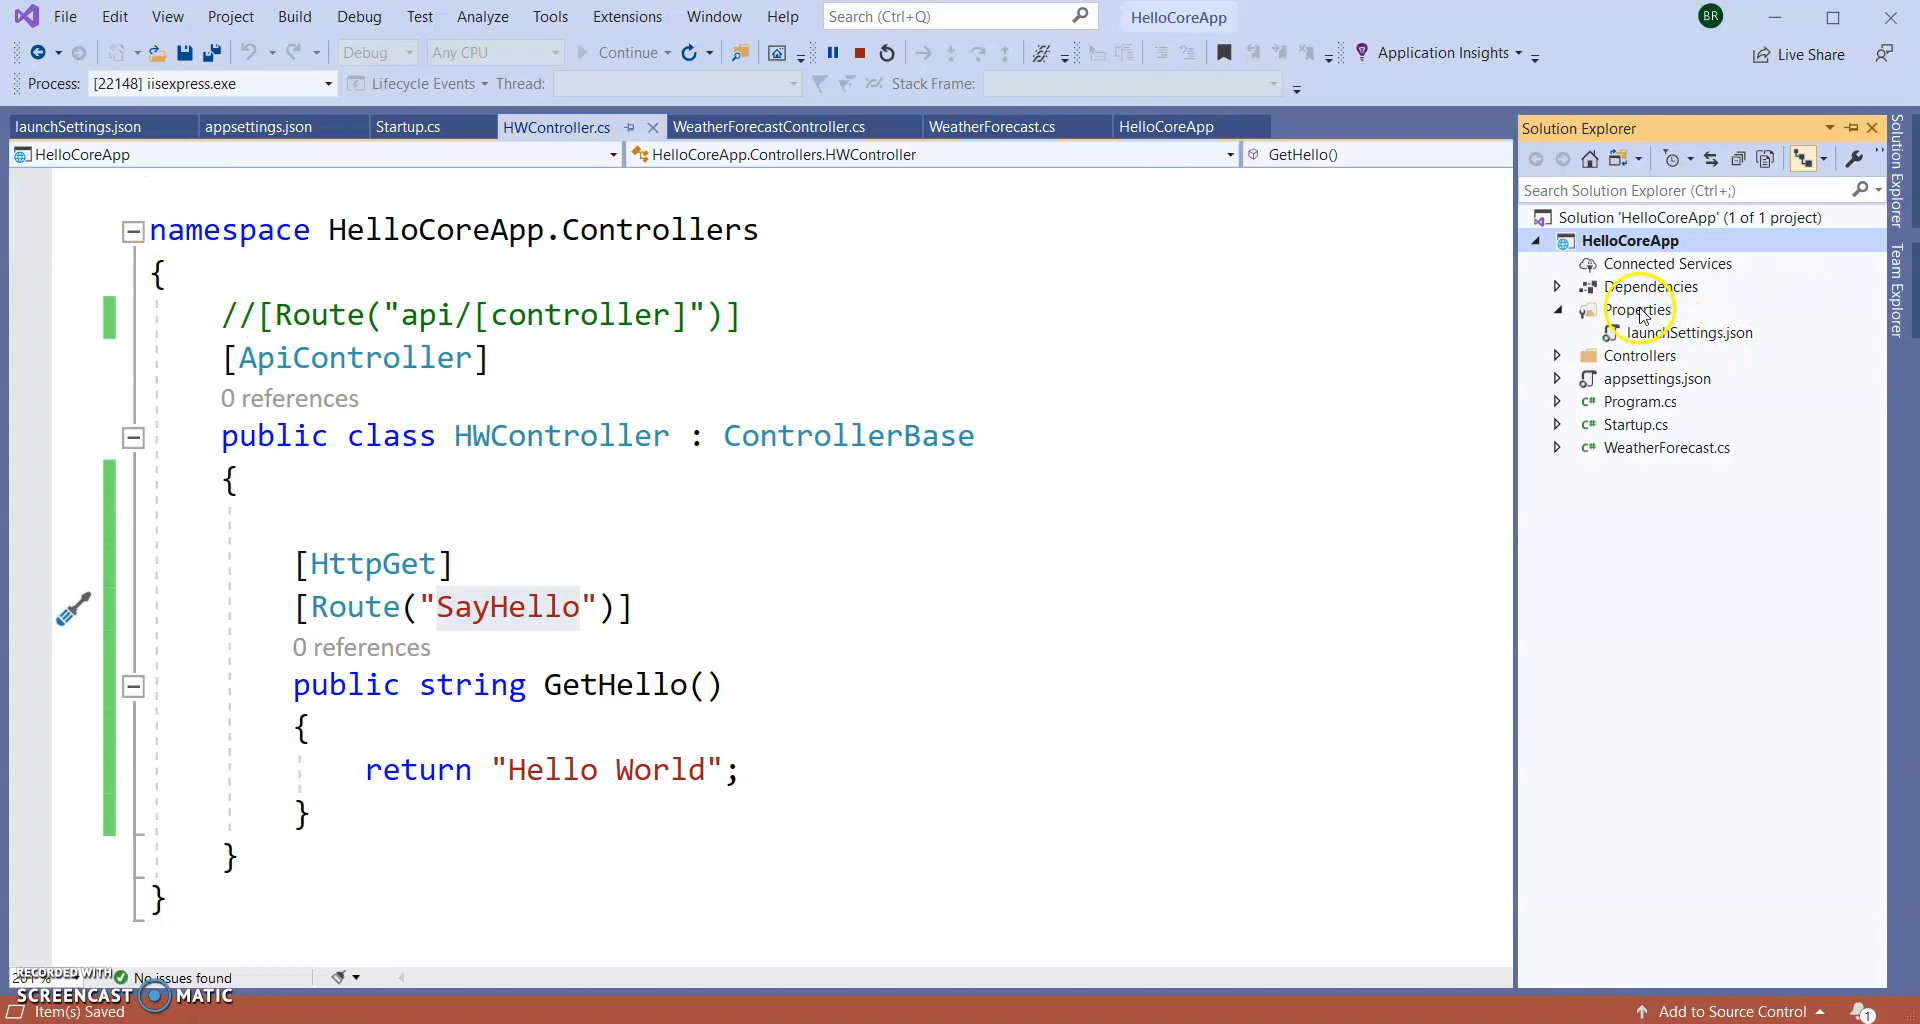 File Edit View Project Build Debug Test Analyze Tools Extensions Window Help Search (Ctrl+Q) HelloCoreApp BR
Debug Any CPU Continue Application Insights Live Share
Process: [22148] iisexpress.exe Lifecycle Events Thread: Stack Frame:
launchSettings.json appsettings.json Startup.cs HWController.cs WeatherForecastController.cs WeatherForecast.cs HelloCoreApp
HelloCoreApp HelloCoreApp.Controllers.HWController GetHello()
namespace HelloCoreApp.Controllers
{
//[Route("api/[controller]")]
[ApiController]
0 references
public class HWController : ControllerBase
{
[HttpGet]
[Route("SayHello")]
0 references
public string GetHello()
{
return "Hello World";
}
}
}
Solution Explorer
Search Solution Explorer (Ctrl+;)
Solution 'HelloCoreApp' (1 of 1 project)
HelloCoreApp
Connected Services
Dependencies
Properties
launchSettings.json
Controllers
appsettings.json
Program.cs
Startup.cs
WeatherForecast.cs
Solution Explorer
Team Explorer
No issues found
RECORDED WITH
SCREENCAST MATIC
Item(s) Saved
Add to Source Control
1